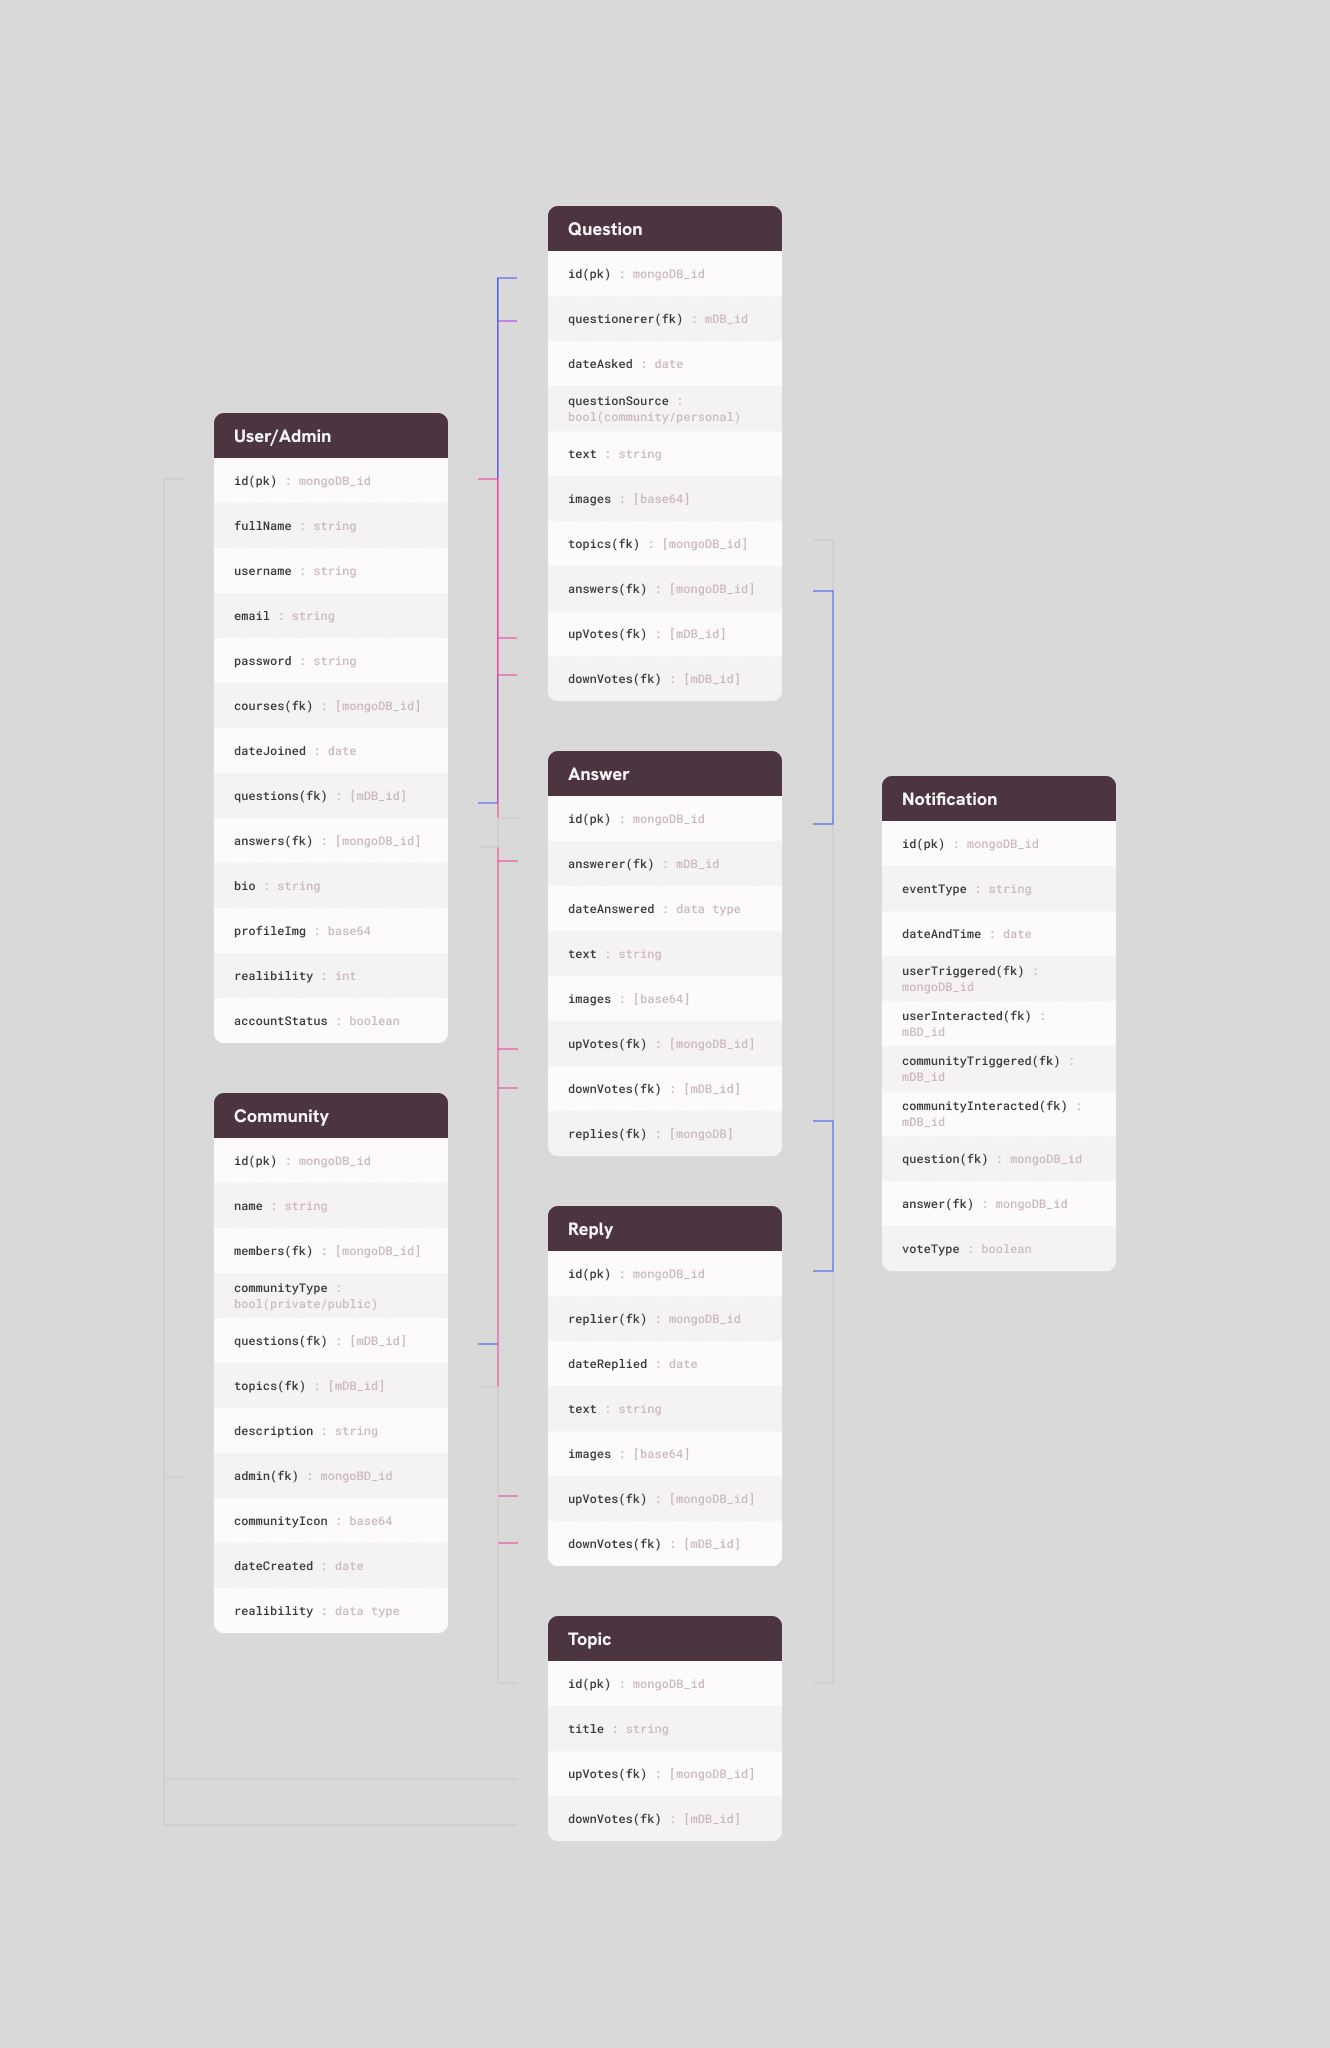 Question
id(pk) : mongoDB_id
questionerer(fk) : mDB_id
dateAsked : date
questionSource :
bool(community/personal)
text : string
images : [base64]
topics(fk) : [mongoDB_id]
answers(fk) : [mongoDB_id]
upVotes(fk) : [mDB_id]
downVotes(fk) : [mDB_id]
User/Admin
id(pk) : mongoDB_id
fullName : string
username : string
email : string
password : string
courses(fk) : [mongoDB_id]
dateJoined : date
questions(fk) : [mDB_id]
answers(fk) : [mongoDB_id]
bio : string
profileImg : base64
realibility : int
accountStatus : boolean
Answer
id(pk) : mongoDB_id
answerer(fk) : mDB_id
dateAnswered : data type
text : string
images : [base64]
upVotes(fk) : [mongoDB_id]
downVotes(fk) : [mDB_id]
replies(fk) : [mongoDB]
Notification
id(pk) : mongoDB_id
eventType : string
dateAndTime : date
userTriggered(fk) :
mongoDB_id
userInteracted(fk) :
mBD_id
communityTriggered(fk) :
mDB_id
communityInteracted(fk) :
mDB_id
question(fk) : mongoDB_id
answer(fk) : mongoDB_id
voteType : boolean
Community
id(pk) : mongoDB_id
name : string
members(fk) : [mongoDB_id]
communityType :
bool(private/public)
questions(fk) : [mDB_id]
topics(fk) : [mDB_id]
description : string
admin(fk) : mongoBD_id
communityIcon : base64
dateCreated : date
realibility : data type
Reply
id(pk) : mongoDB_id
replier(fk) : mongoDB_id
dateReplied : date
text : string
images : [base64]
upVotes(fk) : [mongoDB_id]
downVotes(fk) : [mDB_id]
Topic
id(pk) : mongoDB_id
title : string
upVotes(fk) : [mongoDB_id]
downVotes(fk) : [mDB_id]